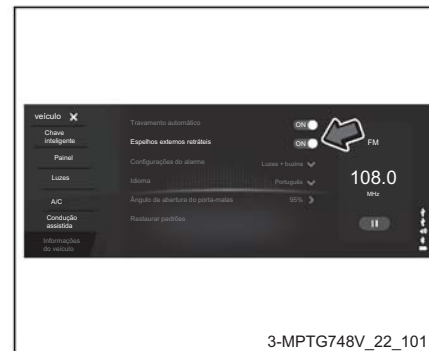 veículo
Chave
inteligente
Painel
Luzes
A/C
Condução
assistida
Informações
do veículo
Travamento automático ON
Espelhos externos retráteis ON
Configurações do alarme Luzes + buzina
Idioma Português
Ângulo da abertura do porta-malas 95%
Restaurar padrões
FM
108.0
MHz
3-MPTG748V_22_101